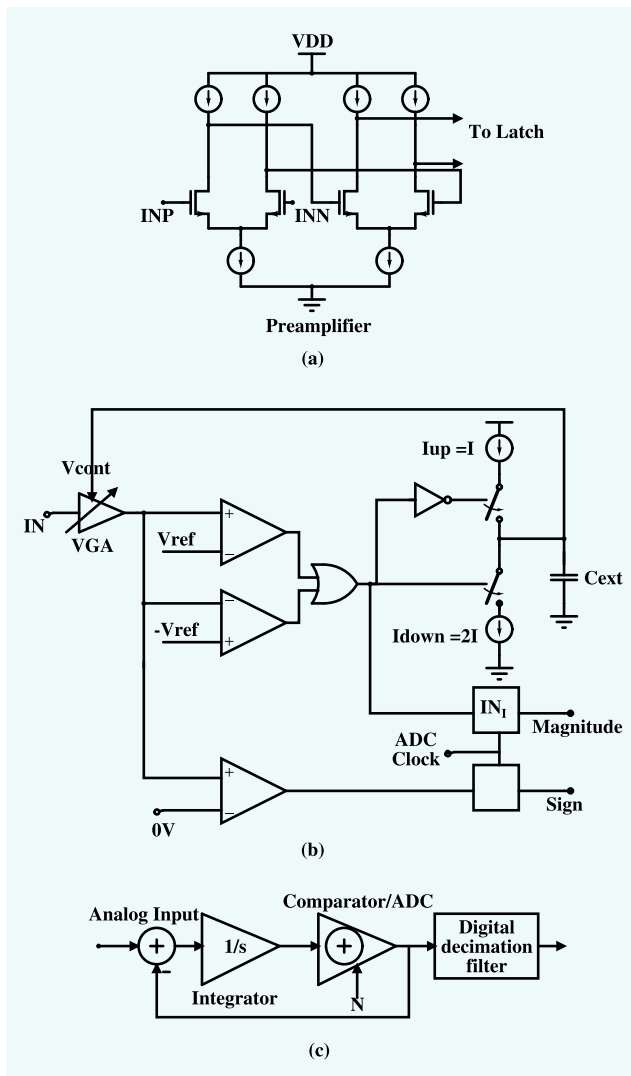 VDD
To Latch
INP
INN
Preamplifier
(a)
Iup =I
Vcont
IN
VGA
+
Vref
−
−
-Vref
+
Cext
Idown =2I
IN_I
Magnitude
ADC
Clock
+
−
0V
Sign
(b)
Comparator/ADC
Analog Input
+
−
1/s
+
Digital
decimation
filter
Integrator
N
(c)